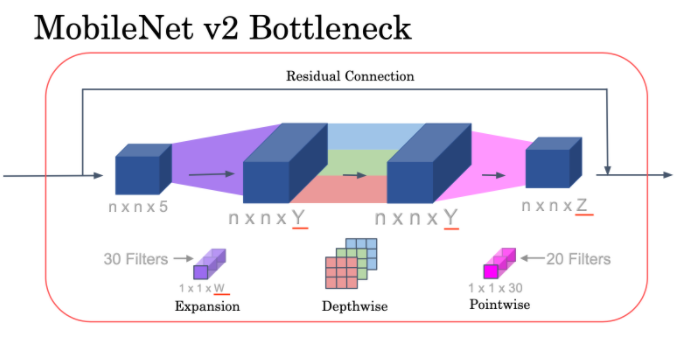 MobileNet v2 Bottleneck
Residual Connection
n x n x 5
n x n x Y
n x n x Y
n x n x Z
30 Filters
20 Filters
1 x 1 x W
1 x 1 x 30
Expansion
Depthwise
Pointwise